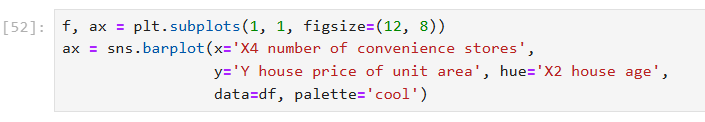 [52]: f, ax = plt.subplots(1, 1, figsize=(12, 8))
ax = sns.barplot(x='X4 number of convenience stores',
y='Y house price of unit area', hue='X2 house age',
data=df, palette='cool')